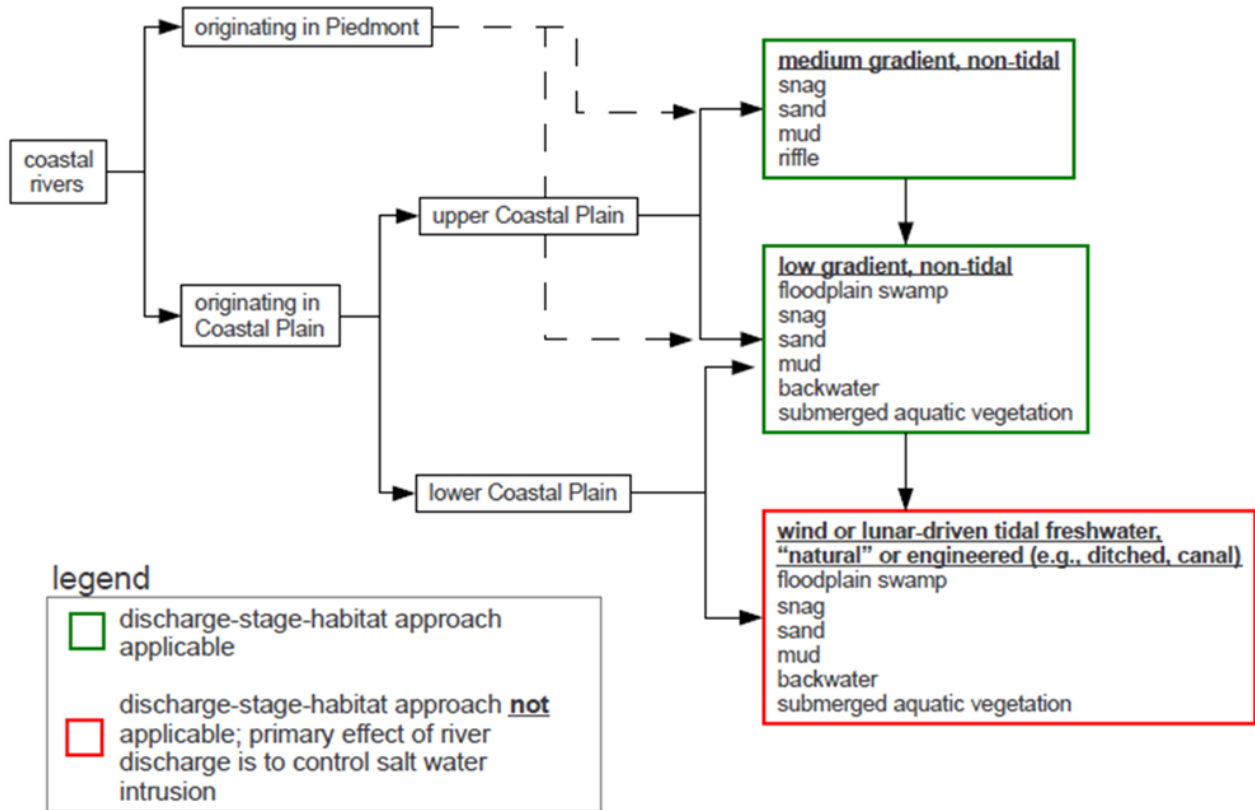 originating in Piedmont
coastal
rivers
originating in
Coastal Plain
upper Coastal Plain
lower Coastal Plain
medium gradient, non-tidal
snag
sand
mud
riffle
low gradient, non-tidal
floodplain swamp
snag
sand
mud
backwater
submerged aquatic vegetation
wind or lunar-driven tidal freshwater,
“natural” or engineered (e.g., ditched, canal)
floodplain swamp
snag
sand
mud
backwater
submerged aquatic vegetation
legend
discharge-stage-habitat approach
applicable
discharge-stage-habitat approach not
applicable; primary effect of river
discharge is to control salt water
intrusion